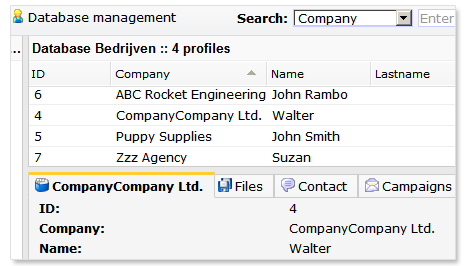 Database management Search: Company Enter
.. Database Bedrijven :: 4 profiles
ID Company Name Lastname
6 ABC Rocket Engineering John Rambo
4 CompanyCompany Ltd. Walter
5 Puppy Supplies John Smith
7 Zzz Agency Suzan
CompanyCompany Ltd. Files Contact Campaigns
ID: 4
Company: CompanyCompany Ltd.
Name: Walter